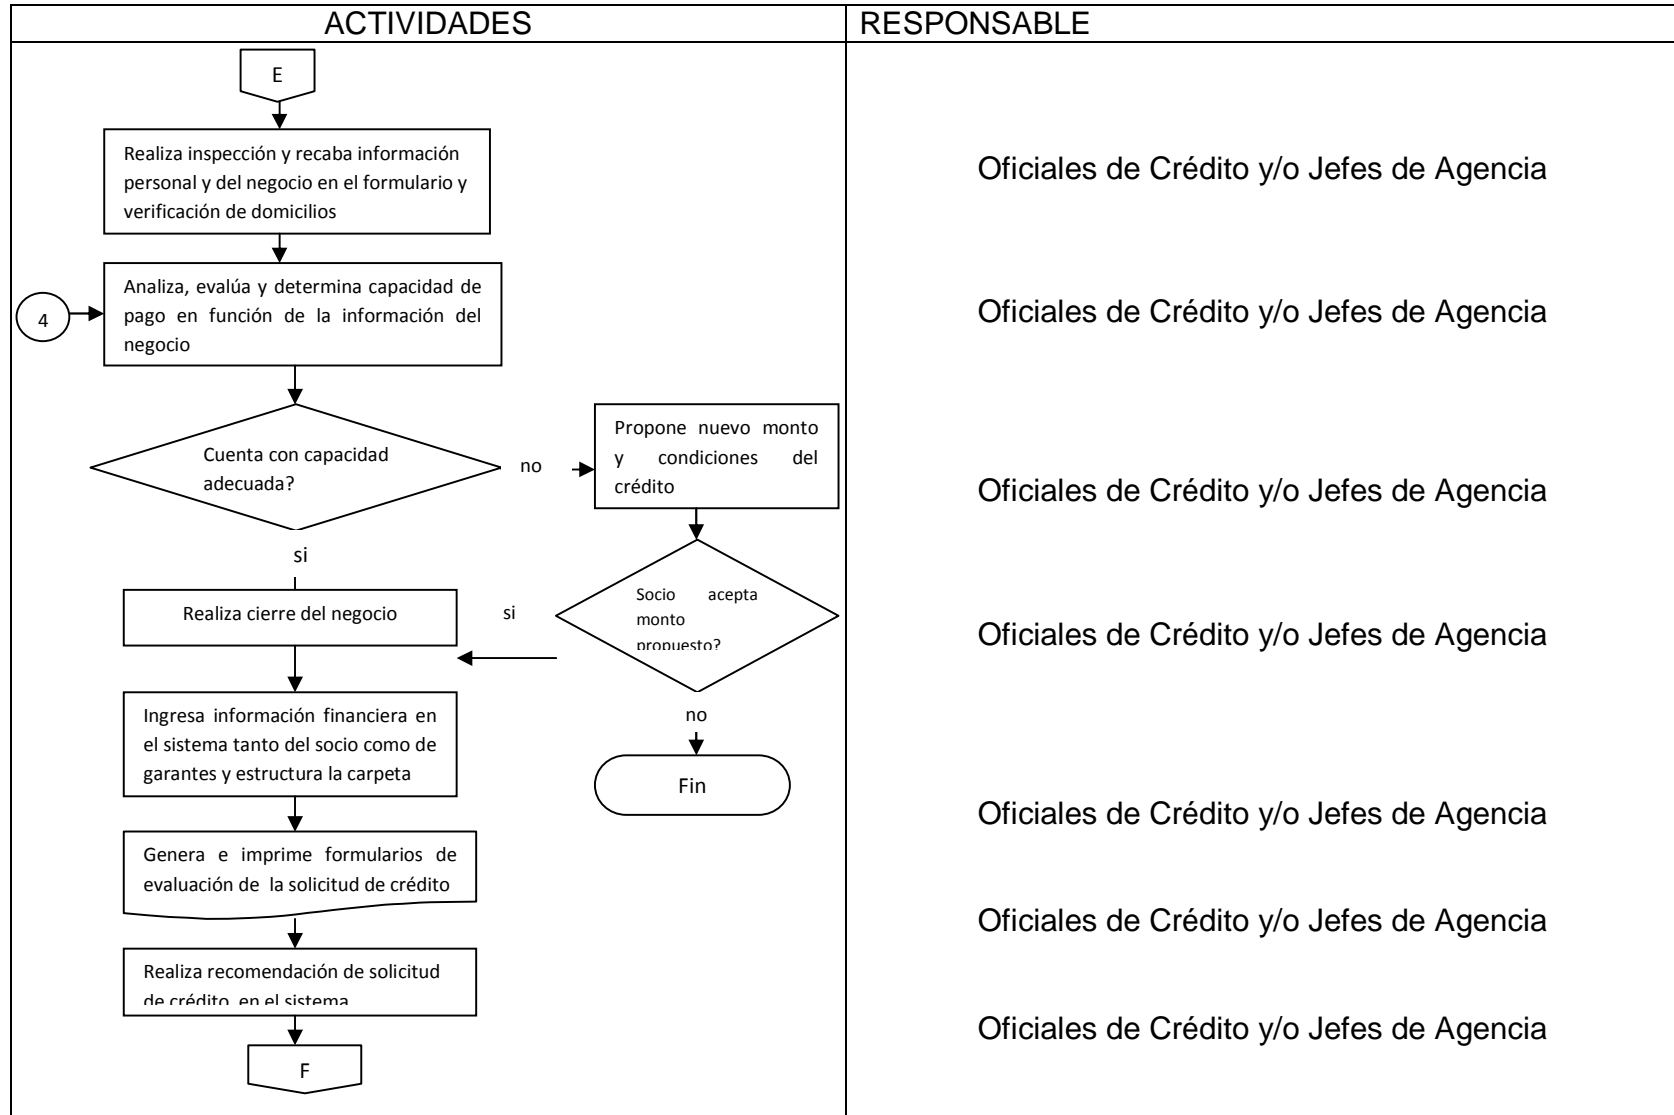 ACTIVIDADES
RESPONSABLE
E
Realiza inspección y recaba información
personal y del negocio en el formulario y
verificación de domicilios
Oficiales de Crédito y/o Jefes de Agencia
4
Analiza, evalúa y determina capacidad de
pago en función de la información del
negocio
Oficiales de Crédito y/o Jefes de Agencia
Cuenta con capacidad
adecuada?
no
Propone nuevo monto
y condiciones del
crédito
Oficiales de Crédito y/o Jefes de Agencia
si
Realiza cierre del negocio
si
Socio acepta
monto
propuesto?
Oficiales de Crédito y/o Jefes de Agencia
no
Fin
Ingresa información financiera en
el sistema tanto del socio como de
garantes y estructura la carpeta
Oficiales de Crédito y/o Jefes de Agencia
Genera e imprime formularios de
evaluación de la solicitud de crédito
Oficiales de Crédito y/o Jefes de Agencia
Realiza recomendación de solicitud
de crédito en el sistema
Oficiales de Crédito y/o Jefes de Agencia
F